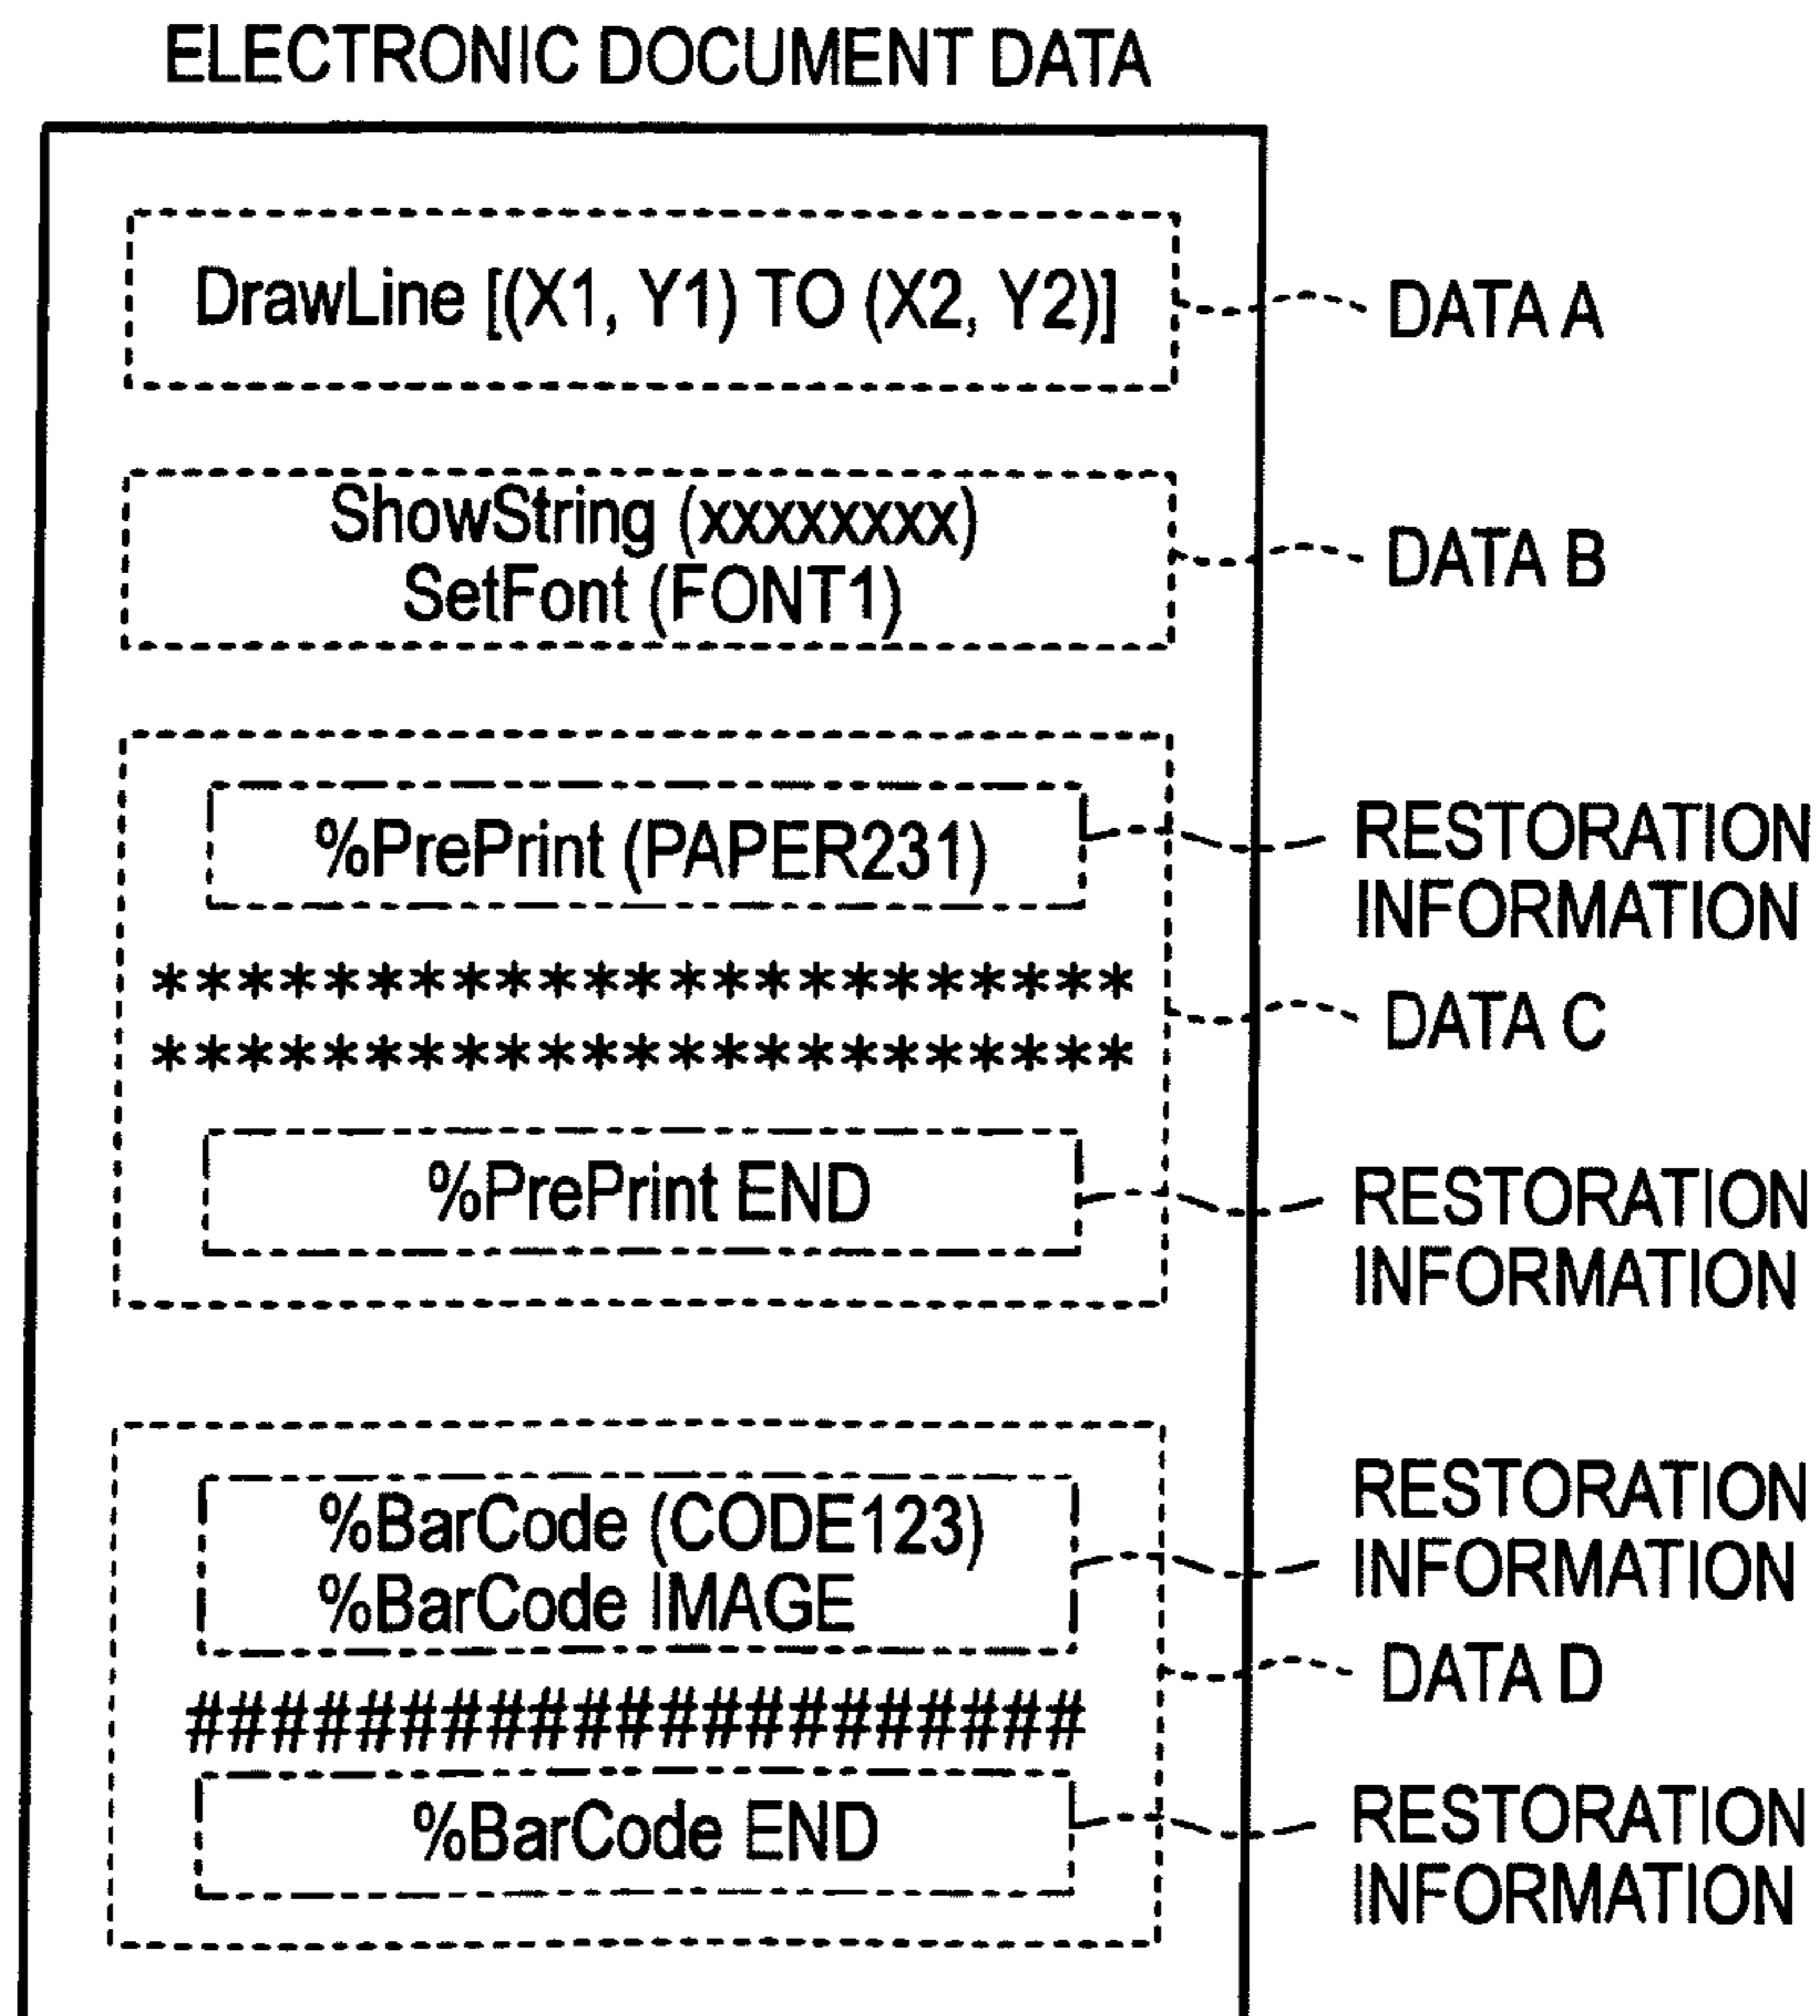 ELECTRONIC DOCUMENT DATA
DrawLine [(X1, Y1) TO (X2, Y2)]
DATA A
ShowString (xxxxxxxx)
SetFont (FONT1)
DATA B
%PrePrint (PAPER231)
RESTORATION
INFORMATION
***********************
***********************
DATA C
%PrePrint END
RESTORATION
INFORMATION
%BarCode (CODE123)
%BarCode IMAGE
RESTORATION
INFORMATION
#####################
DATA D
%BarCode END
RESTORATION
INFORMATION